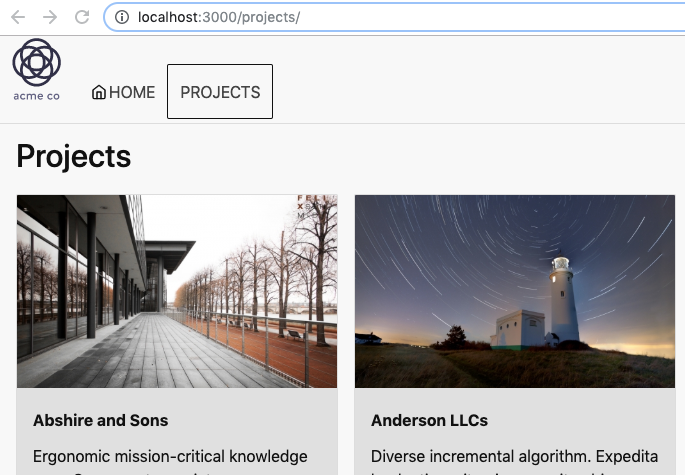 localhost:3000/projects/
acme co
HOME
PROJECTS
Projects
FELI
X
M
Abshire and Sons
Anderson LLCs
Ergonomic mission-critical knowledge
Diverse incremental algorithm. Expedita